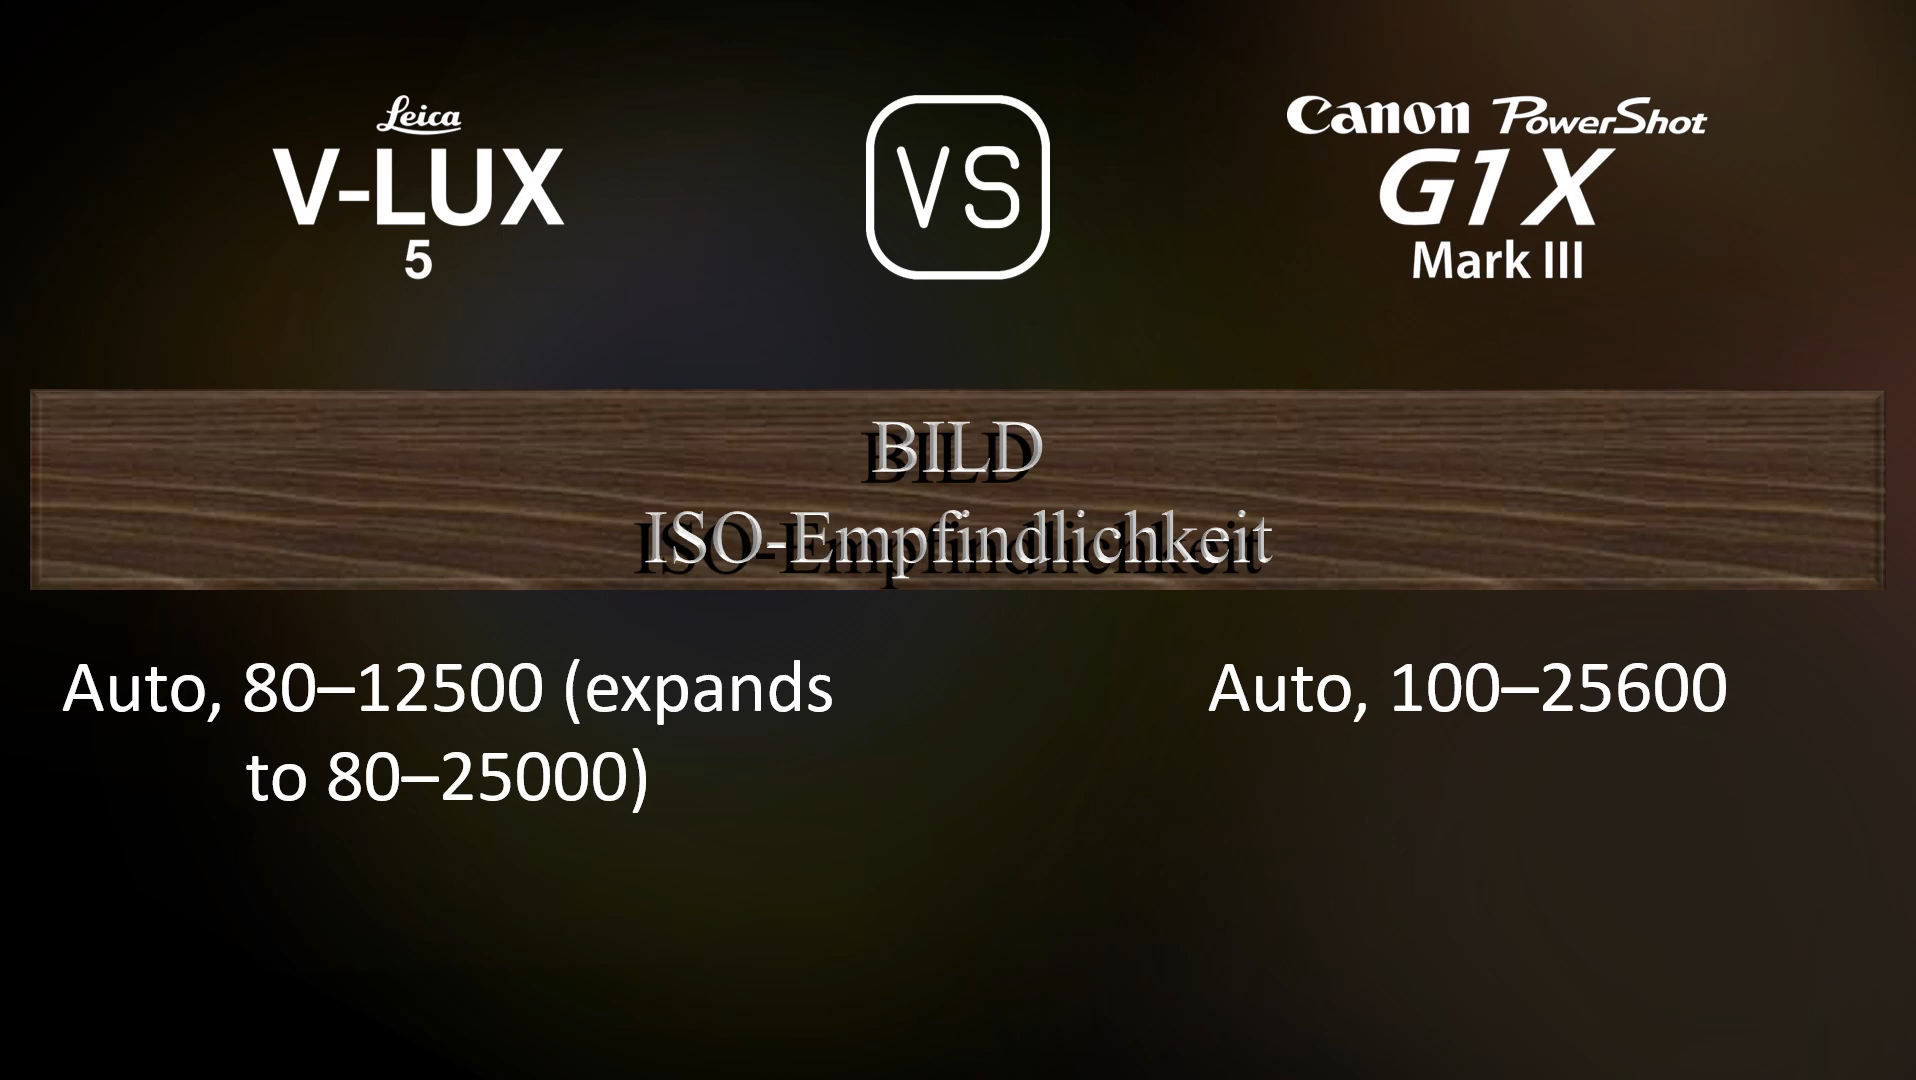 Leica
V-LUX
5
VS
Canon PowerShot
G1 X
Mark III
BILD
ISO-Empfindlichkeit
Auto, 80–12500 (expands
to 80–25000)
Auto, 100–25600